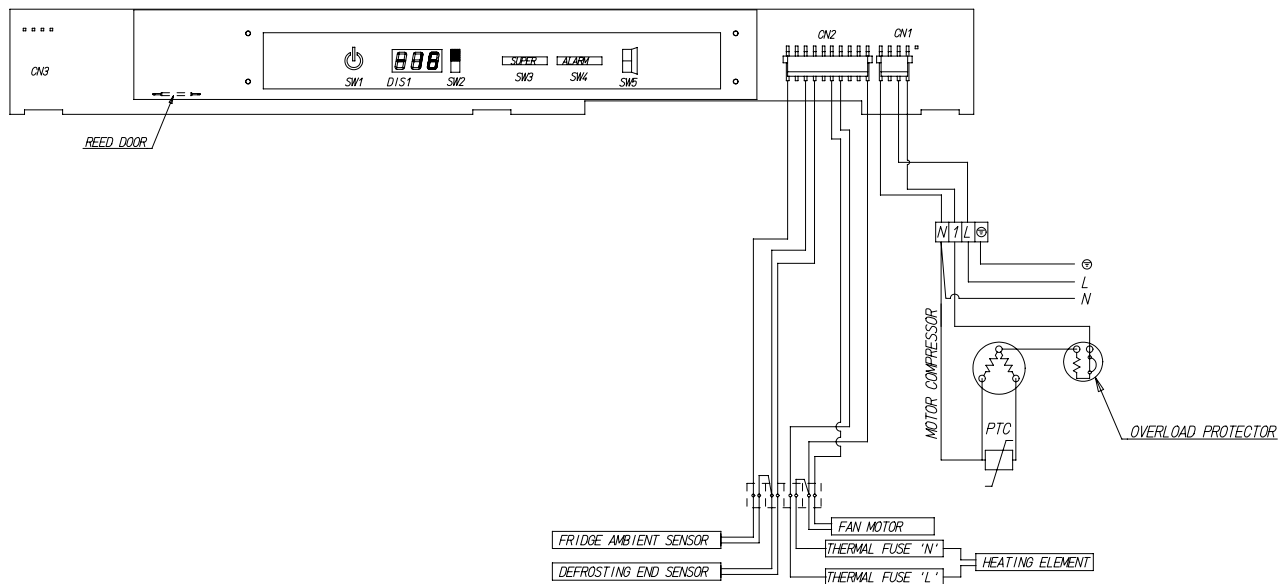 CN3
SW1
DIS1
SW2
SUPER
SW3
ALARM
SW4
SW5
CN2
CN1
REED DOOR
N 1 L
L
N
MOTOR COMPRESSOR
PTC
OVERLOAD PROTECTOR
FAN MOTOR
FRIDGE AMBIENT SENSOR
THERMAL FUSE 'N'
HEATING ELEMENT
DEFROSTING END SENSOR
THERMAL FUSE 'L'